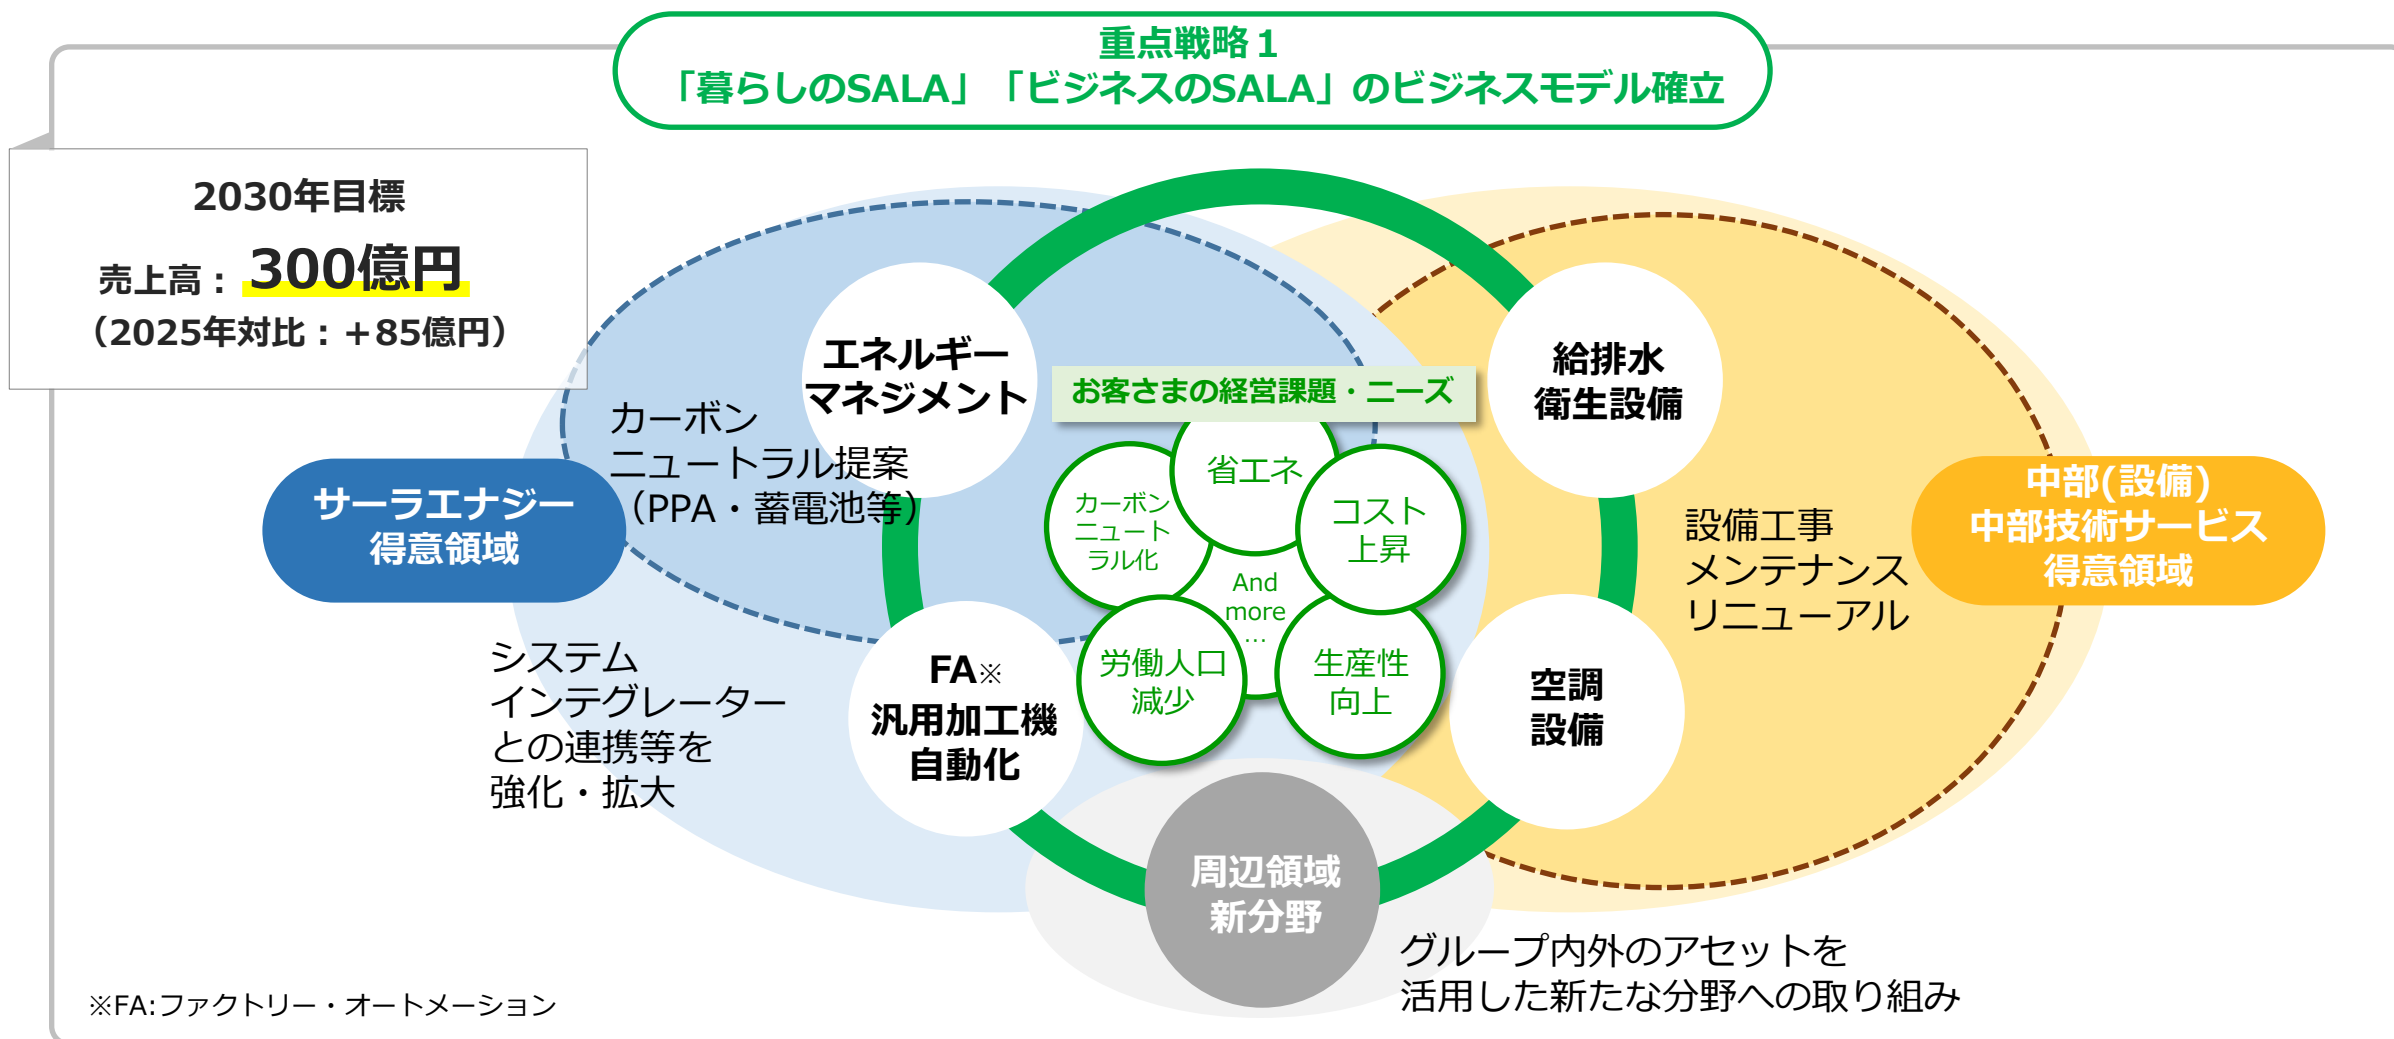 重点戦略１
「暮らしのSALA」「ビジネスのSALA」のビジネスモデル確立
2030年目標
売上高：300億円
（2025年対比：＋85億円）
エネルギー
マネジメント
カーボン
ニュートラル提案
（PPA・蓄電池等）
サーラエナジー
得意領域
システム
インテグレーター
との連携等を
強化・拡大
FA※
汎用加工機
自動化
お客さまの経営課題・ニーズ
省エネ
カーボン
ニュート
ラル化
コスト
上昇
And
more
…
労働人口
減少
生産性
向上
給排水
衛生設備
設備工事
メンテナンス
リニューアル
中部(設備)
中部技術サービス
得意領域
空調
設備
周辺領域
新分野
グループ内外のアセットを
活用した新たな分野への取り組み
※FA:ファクトリー・オートメーション